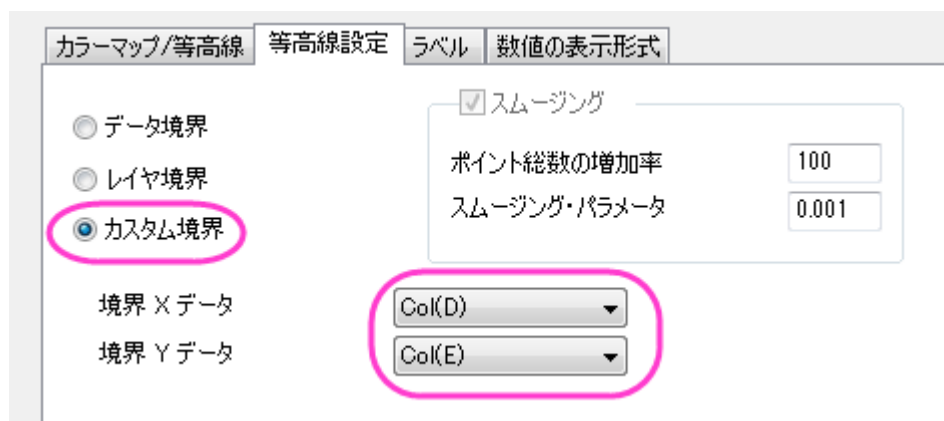 カラーマップ/等高線 等高線設定 ラベル 数値の表示形式
データ境界
レイヤ境界
カスタム境界
スムージング
ポイント総数の増加率 100
スムージング・パラメータ 0.001
境界 X データ Col(D)
境界 Y データ Col(E)